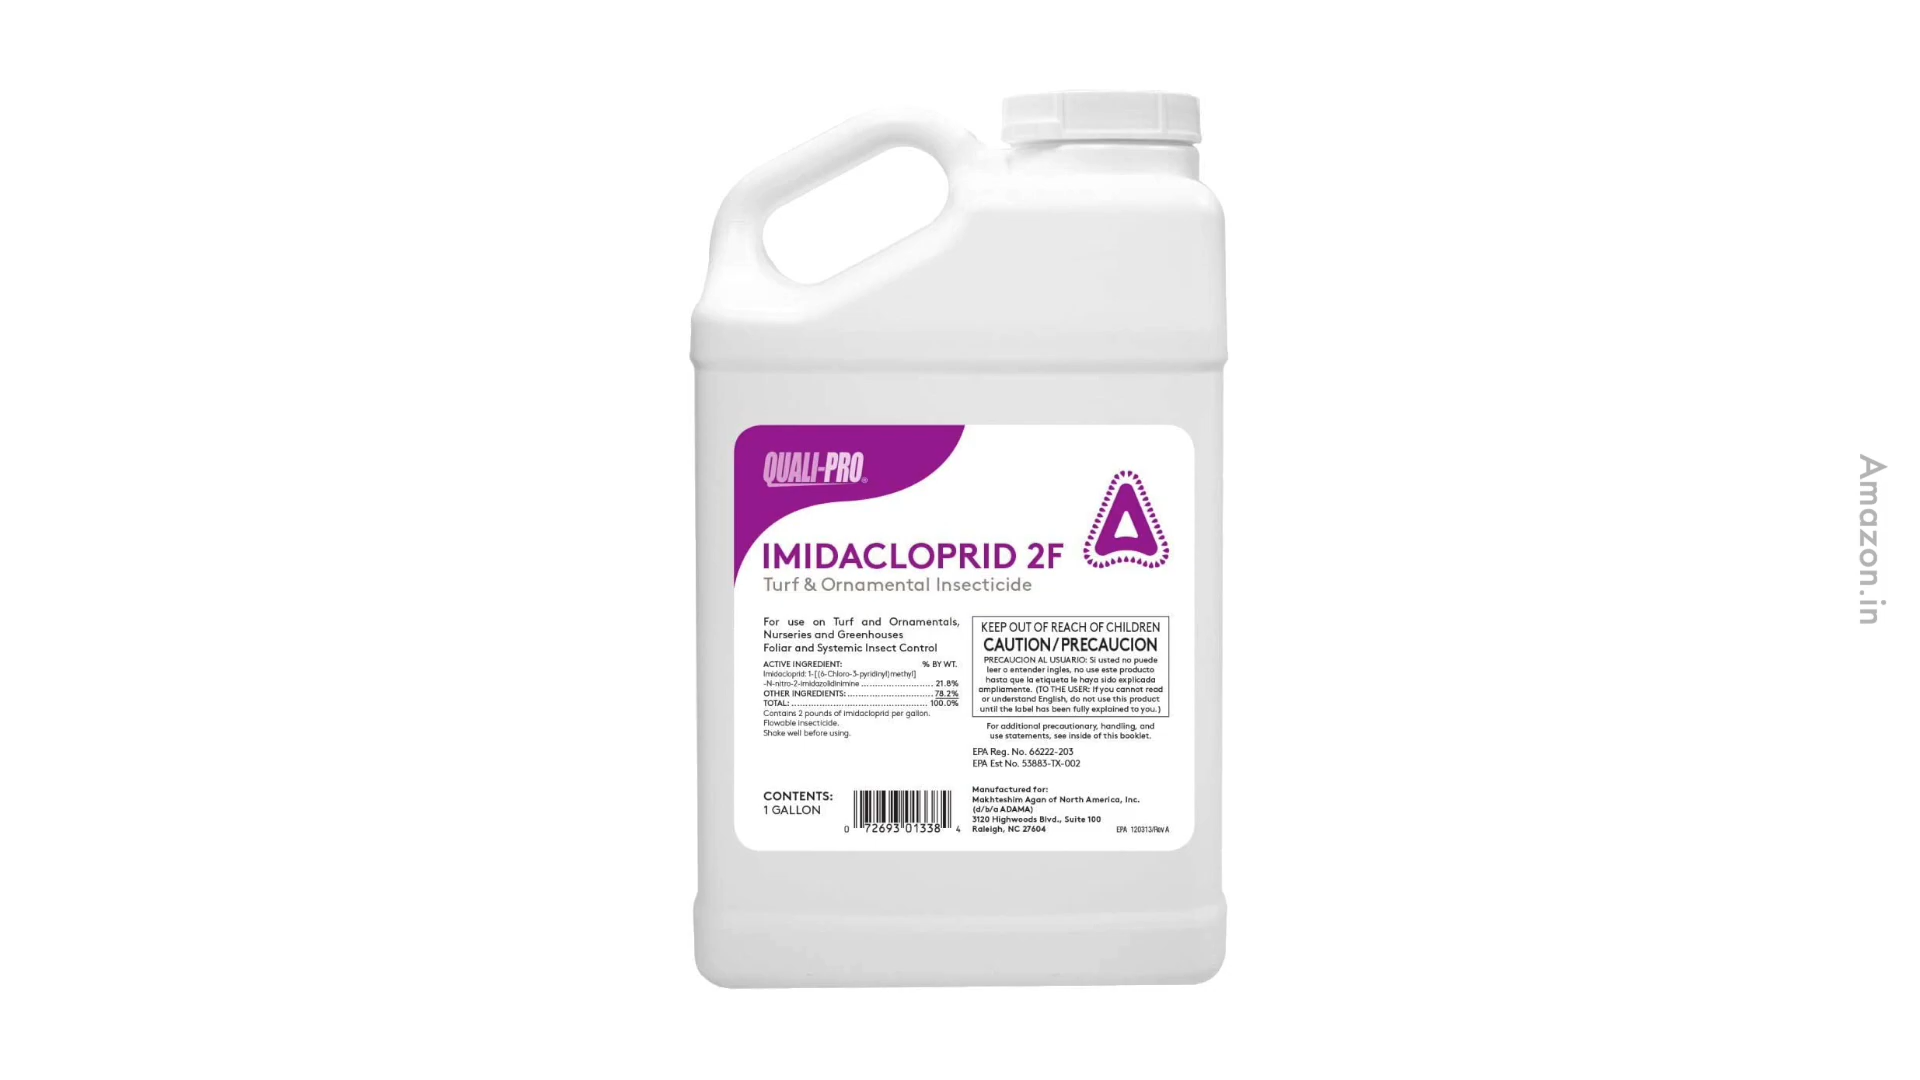 QUALI-PRO®
IMIDACLOPRID 2F
Turf & Ornamental Insecticide
For use on Turf and Ornamentals,
Nurseries and Greenhouses
Foliar and Systemic Insect Control
ACTIVE INGREDIENT: % BY WT.
Imidacloprid: 1-[(6-Chloro-3-pyridinyl)methyl]
-N-nitro-2-imidazolidinimine .......................... 21.8%
OTHER INGREDIENTS: .............................. 78.2%
TOTAL: ................................................ 100.0%
Contains 2 pounds of imidacloprid per gallon.
Flowable insecticide.
Shake well before using.
CONTENTS:
1 GALLON
0 72693 01338 4
KEEP OUT OF REACH OF CHILDREN
CAUTION/PRECAUCION
PRECAUCION AL USUARIO: Si usted no puede
leer o entender ingles, no use este producto
hasta que la etiqueta le haya sido explicada
ampliamente. (TO THE USER: If you cannot read
or understand English, do not use this product
until the label has been fully explained to you.)
For additional precautionary, handling, and
use statements, see inside of this booklet.
EPA Reg. No. 66222-203
EPA Est No. 53883-TX-002
Manufactured for:
Makhteshim Agan of North America, Inc.
(d/b/a ADAMA)
3120 Highwoods Blvd., Suite 100
Raleigh, NC 27604
EPA 120313/Rev A
Amazon.in